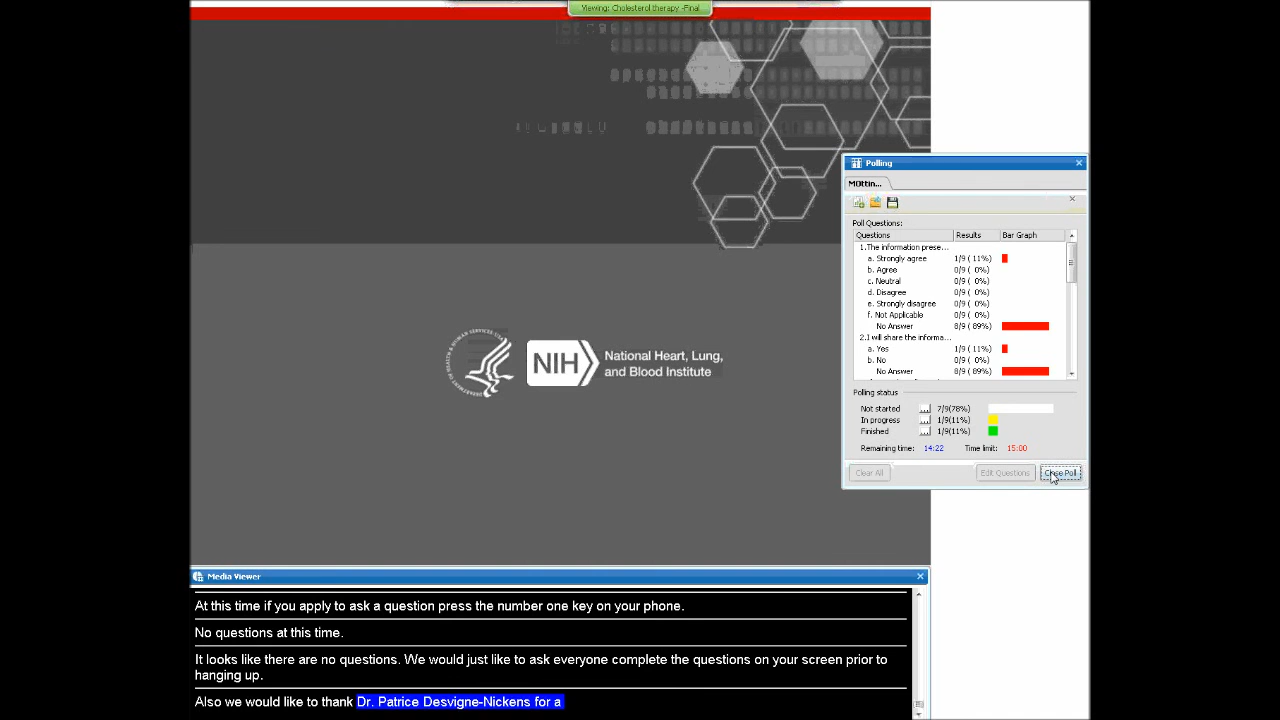 Viewing: Cholesterol therapy -Final
Polling
M0ttin...
Poll Questions:
Questions Results Bar Graph
1.The information prese...
a. Strongly agree 1/9 ( 11%)
b. Agree 0/9 ( 0%)
c. Neutral 0/9 ( 0%)
d. Disagree 0/9 ( 0%)
e. Strongly disagree 0/9 ( 0%)
f. Not Applicable 0/9 ( 0%)
No Answer 8/9 ( 89%)
2.I will share the informa...
a. Yes 1/9 ( 11%)
b. No 0/9 ( 0%)
No Answer 8/9 ( 89%)
Polling status
Not started ... 7/9(78%)
In progress ... 1/9(11%)
Finished ... 1/9(11%)
Remaining time: 14:22 Time limit: 15:00
Clear All Edit Questions Close Poll
NIH National Heart, Lung,
and Blood Institute
Media Viewer
At this time if you apply to ask a question press the number one key on your phone.
No questions at this time.
It looks like there are no questions. We would just like to ask everyone complete the questions on your screen prior to
hanging up.
Also we would like to thank Dr. Patrice Desvigne-Nickens for a